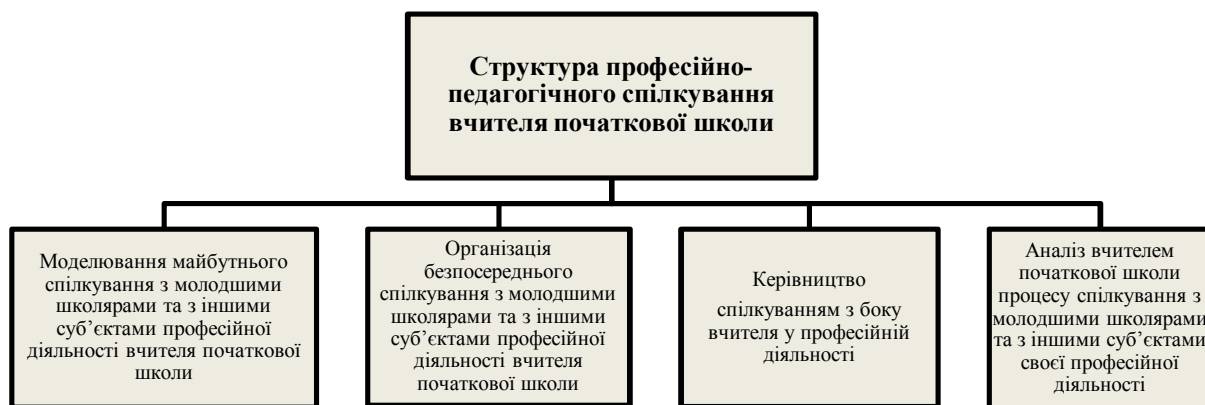 Структура професійно-
педагогічного спілкування
вчителя початкової школи
Моделювання майбутнього
спілкування з молодшими
школярами та з іншими
суб’єктами професійної
діяльності вчителя початкової
школи
Організація
безпосереднього
спілкування з молодшими
школярами та з іншими
суб’єктами професійної
діяльності вчителя
початкової школи
Керівництво
спілкуванням з боку
вчителя у професійній
діяльності
Аналіз вчителем
початкової школи
процесу спілкування з
молодшими школярами
та з іншими суб’єктами
своєї професійної
діяльності